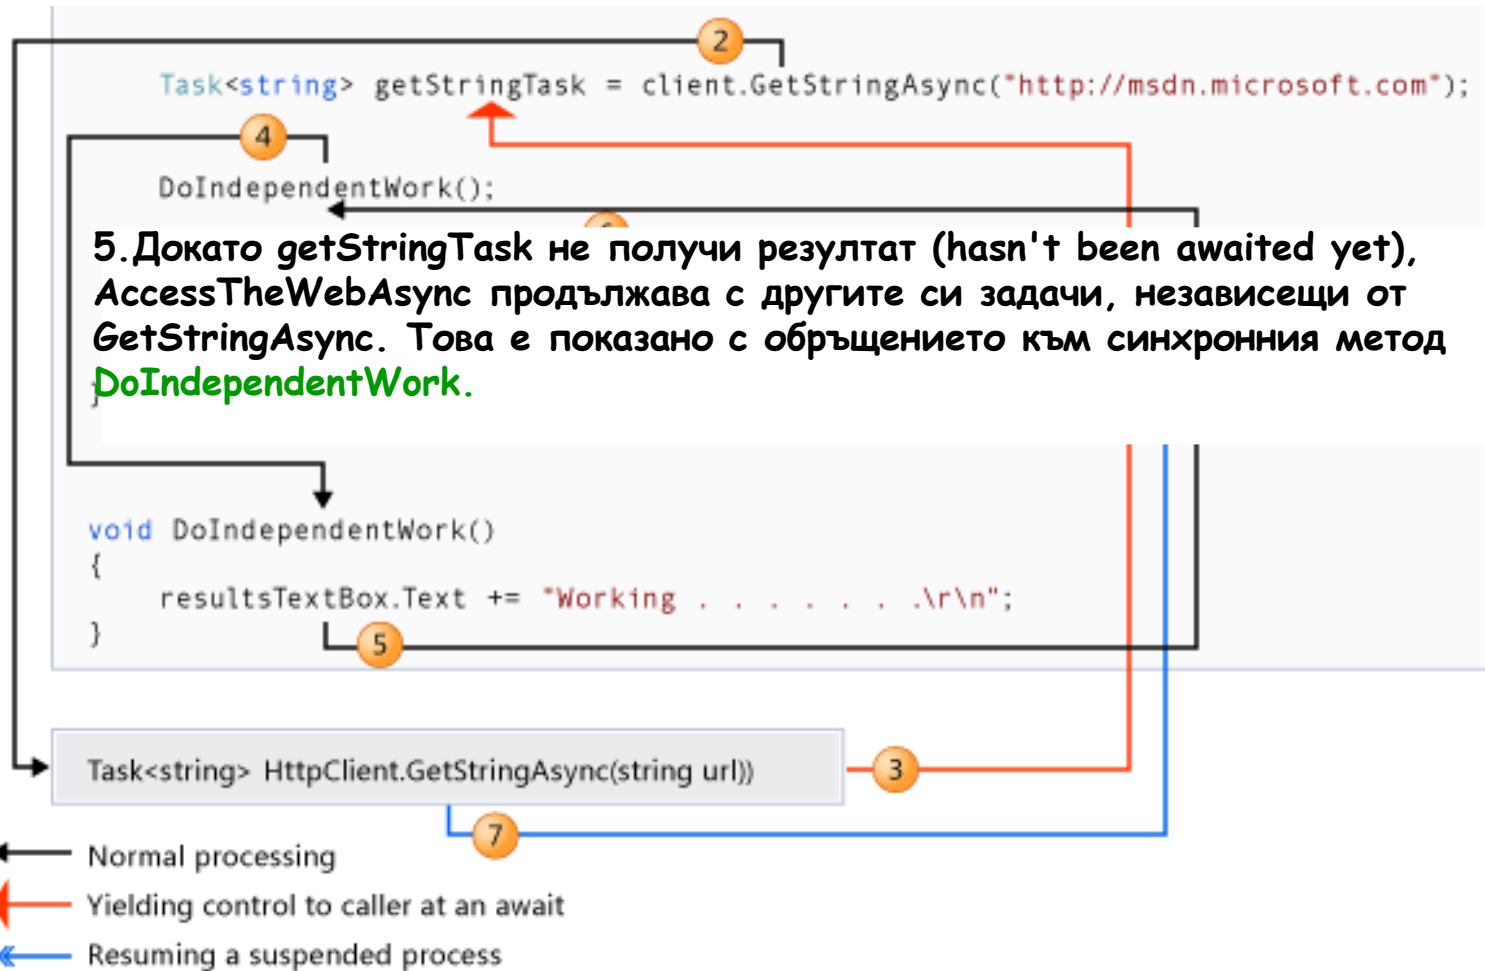 2
Task<string> getStringTask = client.GetStringAsync("http://msdn.microsoft.com");
4
DoIndependentWork();
5.Докато getStringTask не получи резултат (hasn't been awaited yet),
AccessTheWebAsync продължава с другите си задачи, независещи от
GetStringAsync. Това е показано с обръщението към синхронния метод
DoIndependentWork.
}
void DoIndependentWork()
{
resultsTextBox.Text += "Working . . . . . . .\r\n";
}
5
Task<string> HttpClient.GetStringAsync(string url))
3
7
Normal processing
Yielding control to caller at an await
Resuming a suspended process